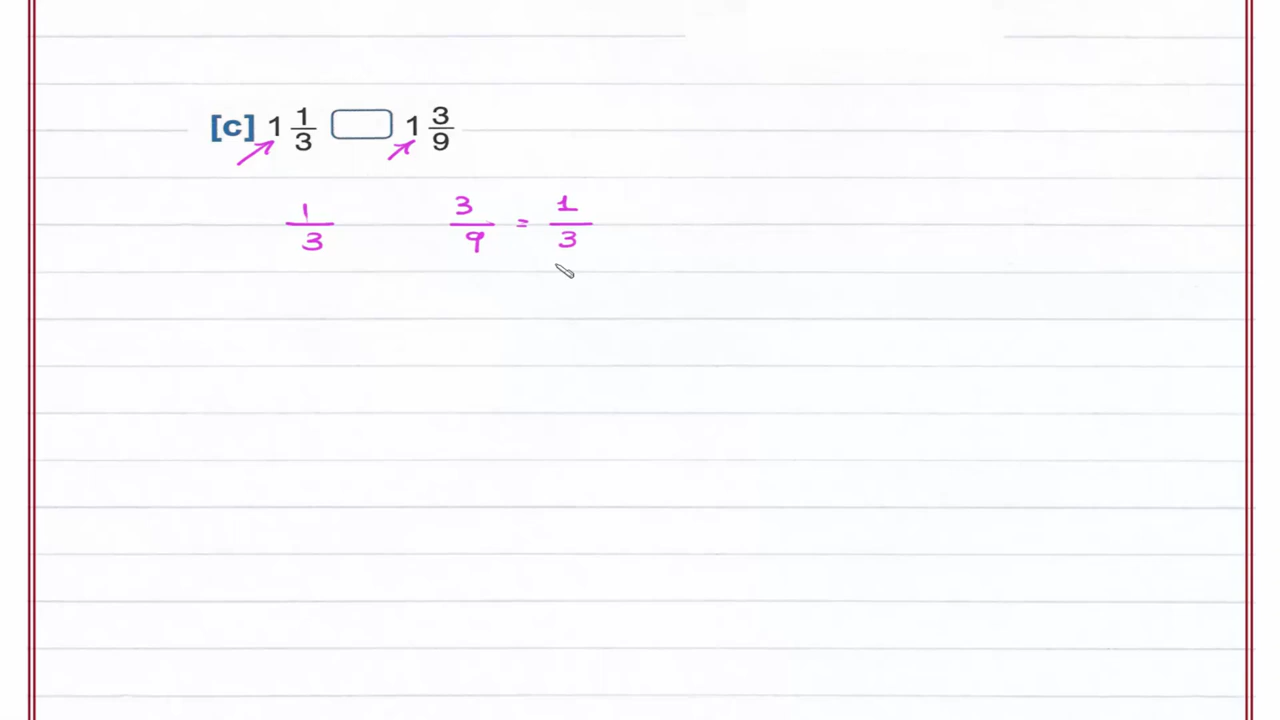 [c] 1 1/3 1 3/9
1/3 3/9 = 1/3